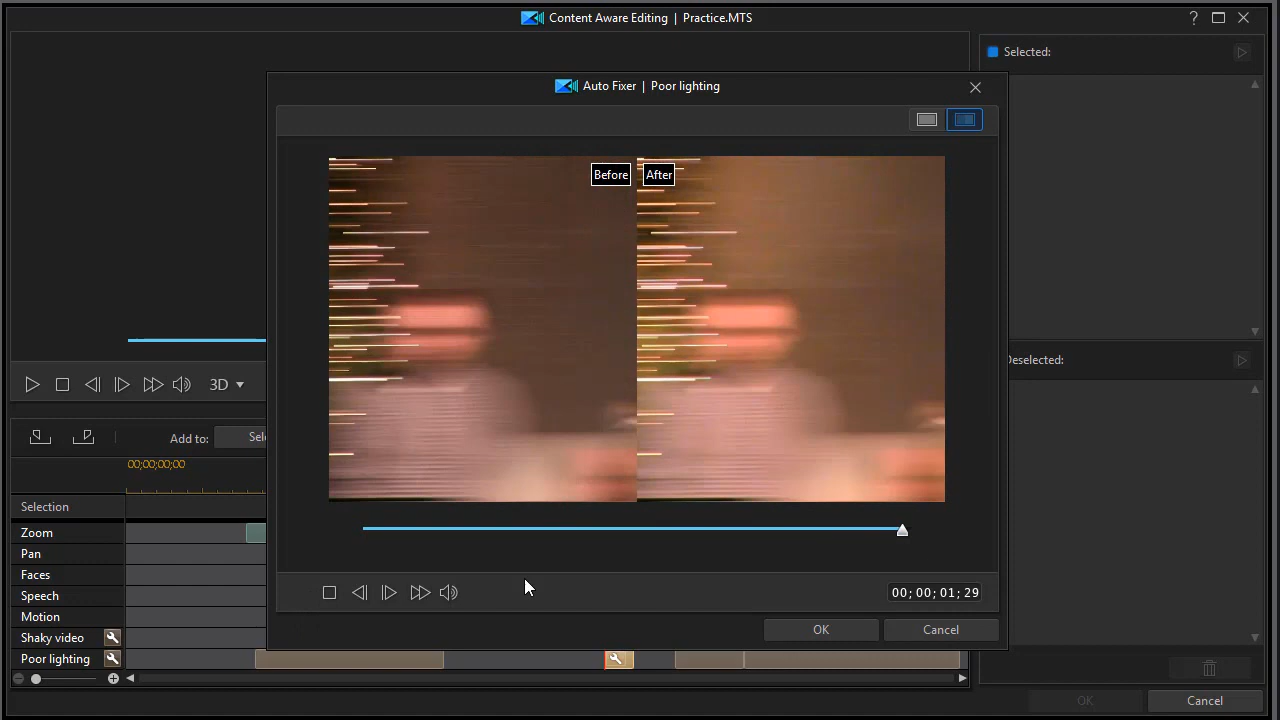 Content Aware Editing | Practice.MTS
?
Selected:
Auto Fixer | Poor lighting
Before
After
Deselected:
3D
Add to:
00;00;00;00
Selection
Zoom
Pan
Faces
Speech
Motion
Shaky video
Poor lighting
00; 00; 01; 29
OK
Cancel
OK
Cancel